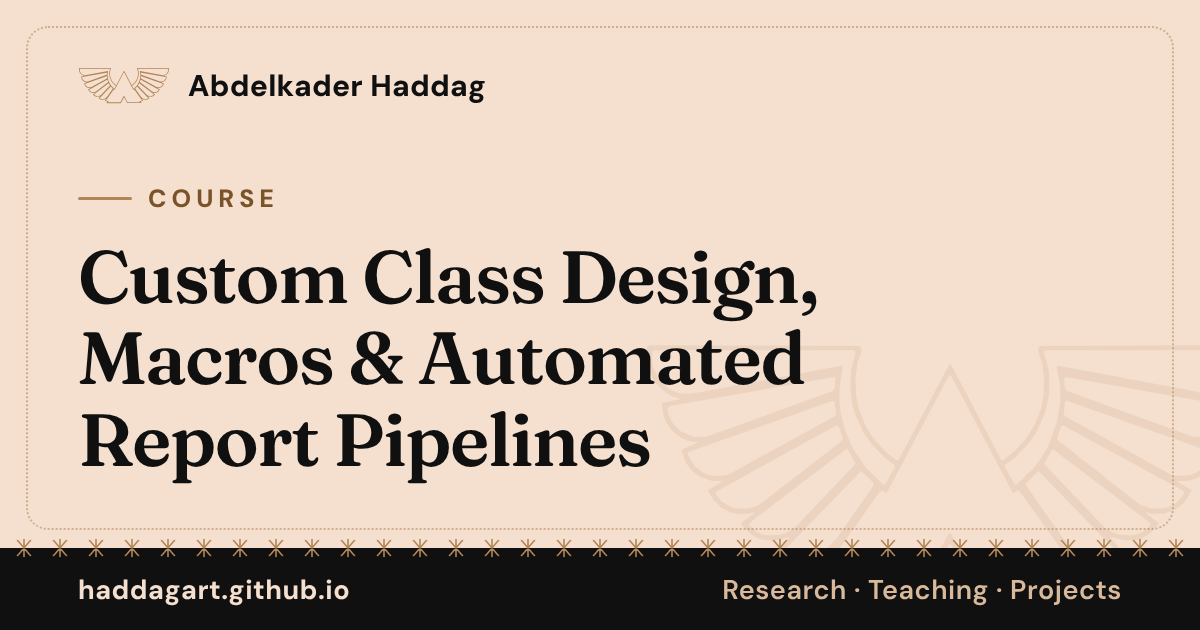 Abdelkader Haddag
COURSE
Custom Class Design,
Macros & Automated
Report Pipelines
haddagart.github.io
Research · Teaching · Projects